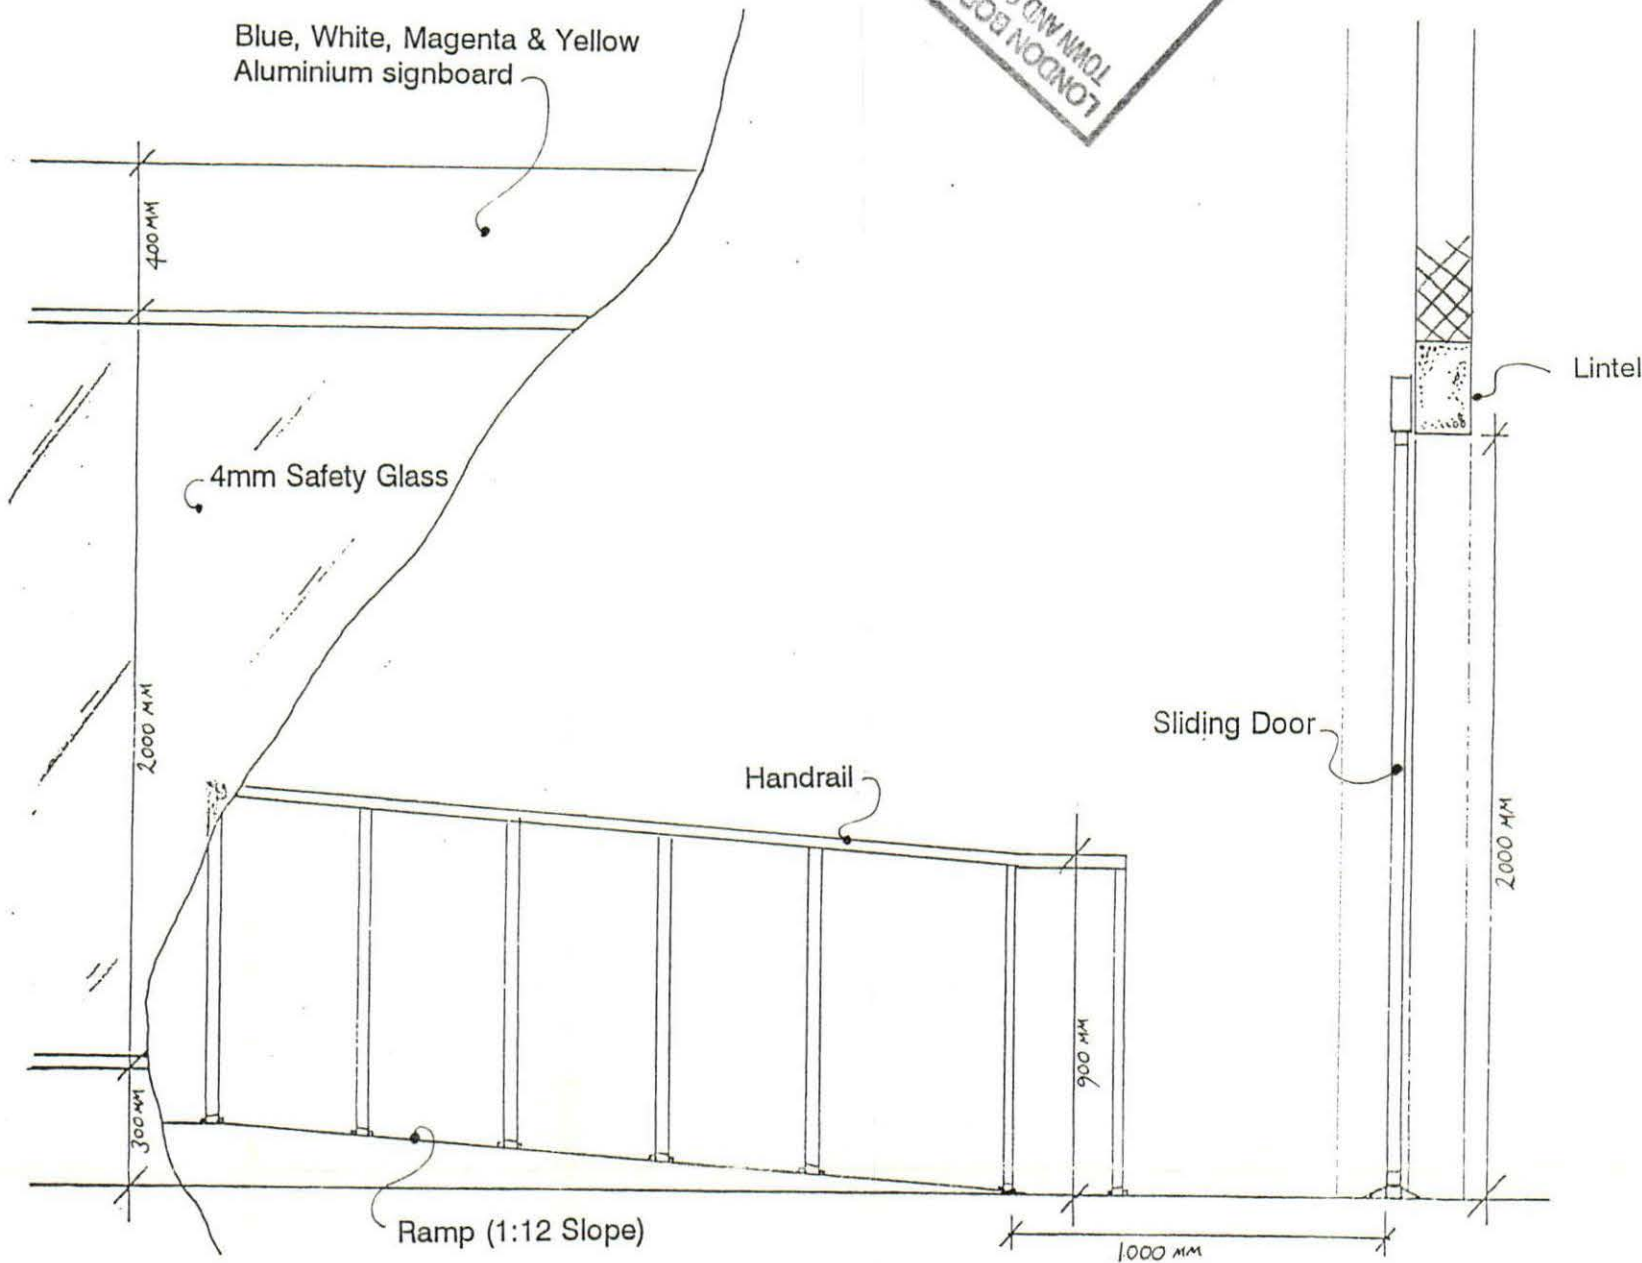 Blue, White, Magenta & Yellow
Aluminium signboard
LONDON
TOWN AND
400 MM
Lintel
4mm Safety Glass
2000 MM
Sliding Door
Handrail
2000 MM
900 MM
300 MM
Ramp (1:12 Slope)
1000 MM